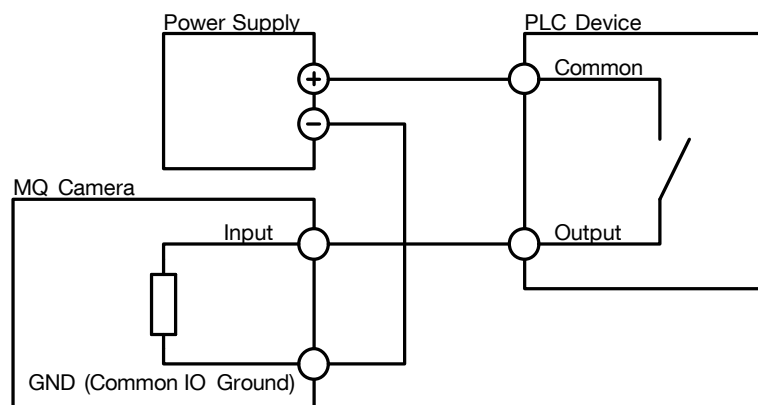 Power Supply
PLC Device
+
Common
−
MQ Camera
Input
Output
GND (Common IO Ground)